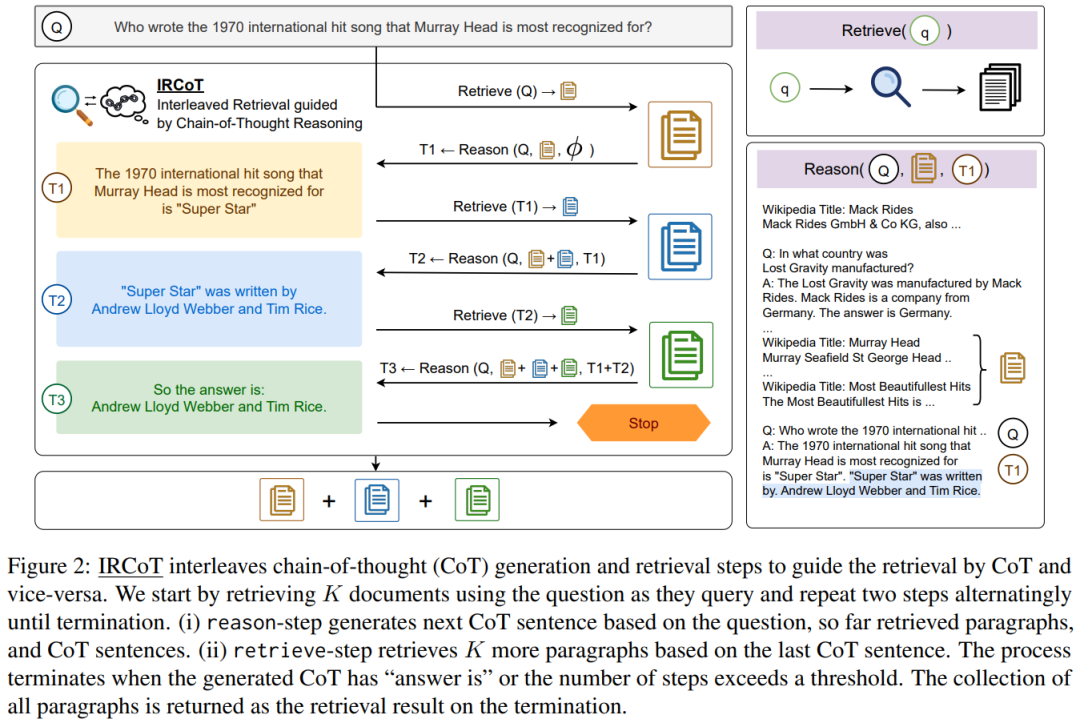 Q
Who wrote the 1970 international hit song that Murray Head is most recognized for?
IRCoT
Interleaved Retrieval guided
by Chain-of-Thought Reasoning
Retrieve (Q) →
T1 ← Reason (Q, , ϕ )
T1
The 1970 international hit song that
Murray Head is most recognized for
is "Super Star"
Retrieve (T1) →
T2 ← Reason (Q, + , T1)
T2
"Super Star" was written by
Andrew Lloyd Webber and Tim Rice.
Retrieve (T2) →
T3 ← Reason (Q, + + , T1+T2)
T3
So the answer is:
Andrew Lloyd Webber and Tim Rice.
Stop
+ +
Retrieve( q )
q
Reason( Q, , T1 )
Wikipedia Title: Mack Rides
Mack Rides GmbH & Co KG, also ...
Q: In what country was
Lost Gravity manufactured?
A: The Lost Gravity was manufactured by Mack
Rides. Mack Rides is a company from
Germany. The answer is Germany.
...
Wikipedia Title: Murray Head
Murray Seafield St George Head ..
...
Wikipedia Title: Most Beautifullest Hits
The Most Beautifullest Hits is ...
Q: Who wrote the 1970 international hit ..
Q
A: The 1970 international hit song that
Murray Head is most recognized for
T1
is "Super Star". "Super Star" was written
by. Andrew Lloyd Webber and Tim Rice.
Figure 2: IRCoT interleaves chain-of-thought (CoT) generation and retrieval steps to guide the retrieval by CoT and
vice-versa. We start by retrieving K documents using the question as they query and repeat two steps alternatingly
until termination. (i) reason-step generates next CoT sentence based on the question, so far retrieved paragraphs,
and CoT sentences. (ii) retrieve-step retrieves K more paragraphs based on the last CoT sentence. The process
terminates when the generated CoT has “answer is” or the number of steps exceeds a threshold. The collection of
all paragraphs is returned as the retrieval result on the termination.